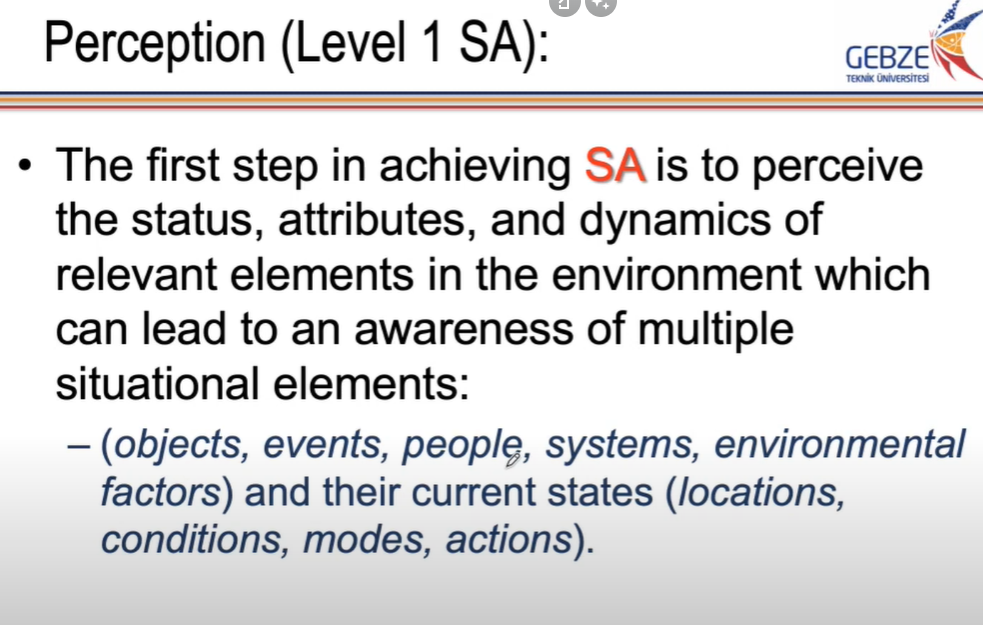 Perception (Level 1 SA):
GEBZE
TEKNİK ÜNİVERSİTESİ
• The first step in achieving SA is to perceive
the status, attributes, and dynamics of
relevant elements in the environment which
can lead to an awareness of multiple
situational elements:
– (objects, events, people, systems, environmental
factors) and their current states (locations,
conditions, modes, actions).